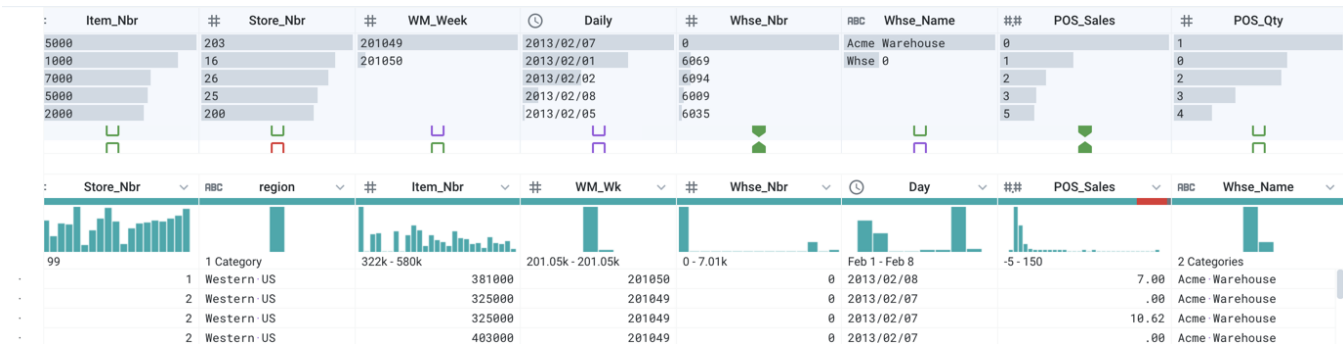 Item_Nbr # Store_Nbr # WM_Week Daily # Whse_Nbr ABC Whse_Name #.# POS_Sales # POS_Qty
5000 203 201049 2013/02/07 0 Acme Warehouse 0 1
1000 16 201050 2013/02/01 6069 Whse 0 1 0
7000 26 2013/02/02 6094 2 2
5000 25 2013/02/08 6009 3 3
2000 200 2013/02/05 6035 5 4
Store_Nbr ABC region # Item_Nbr # WM_Wk # Whse_Nbr Day #.# POS_Sales ABC Whse_Name
99 1 Category 322k - 580k 201.05k - 201.05k 0 - 7.01k Feb 1 - Feb 8 -5 - 150 2 Categories
1 Western·US 381000 201050 0 2013/02/08 7.00 Acme·Warehouse
2 Western·US 325000 201049 0 2013/02/07 .00 Acme·Warehouse
2 Western·US 325000 201049 0 2013/02/07 10.62 Acme·Warehouse
2 Western·US 403000 201049 0 2013/02/07 .00 Acme·Warehouse